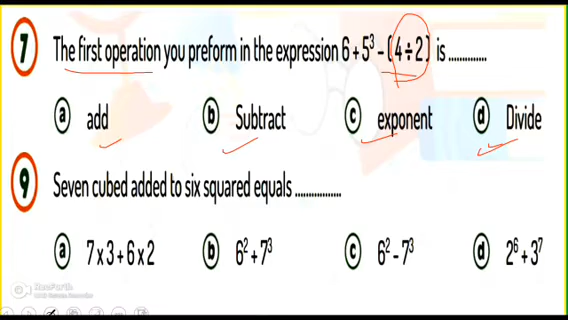 7 The first operation you preform in the expression 6 + 5³ - (4 ÷ 2) is ..............
a add b Subtract c exponent d Divide
9 Seven cubed added to six squared equals ................
a 7 x 3 + 6 x 2 b 6² + 7³ c 6² - 7³ d 2⁶ + 3⁷